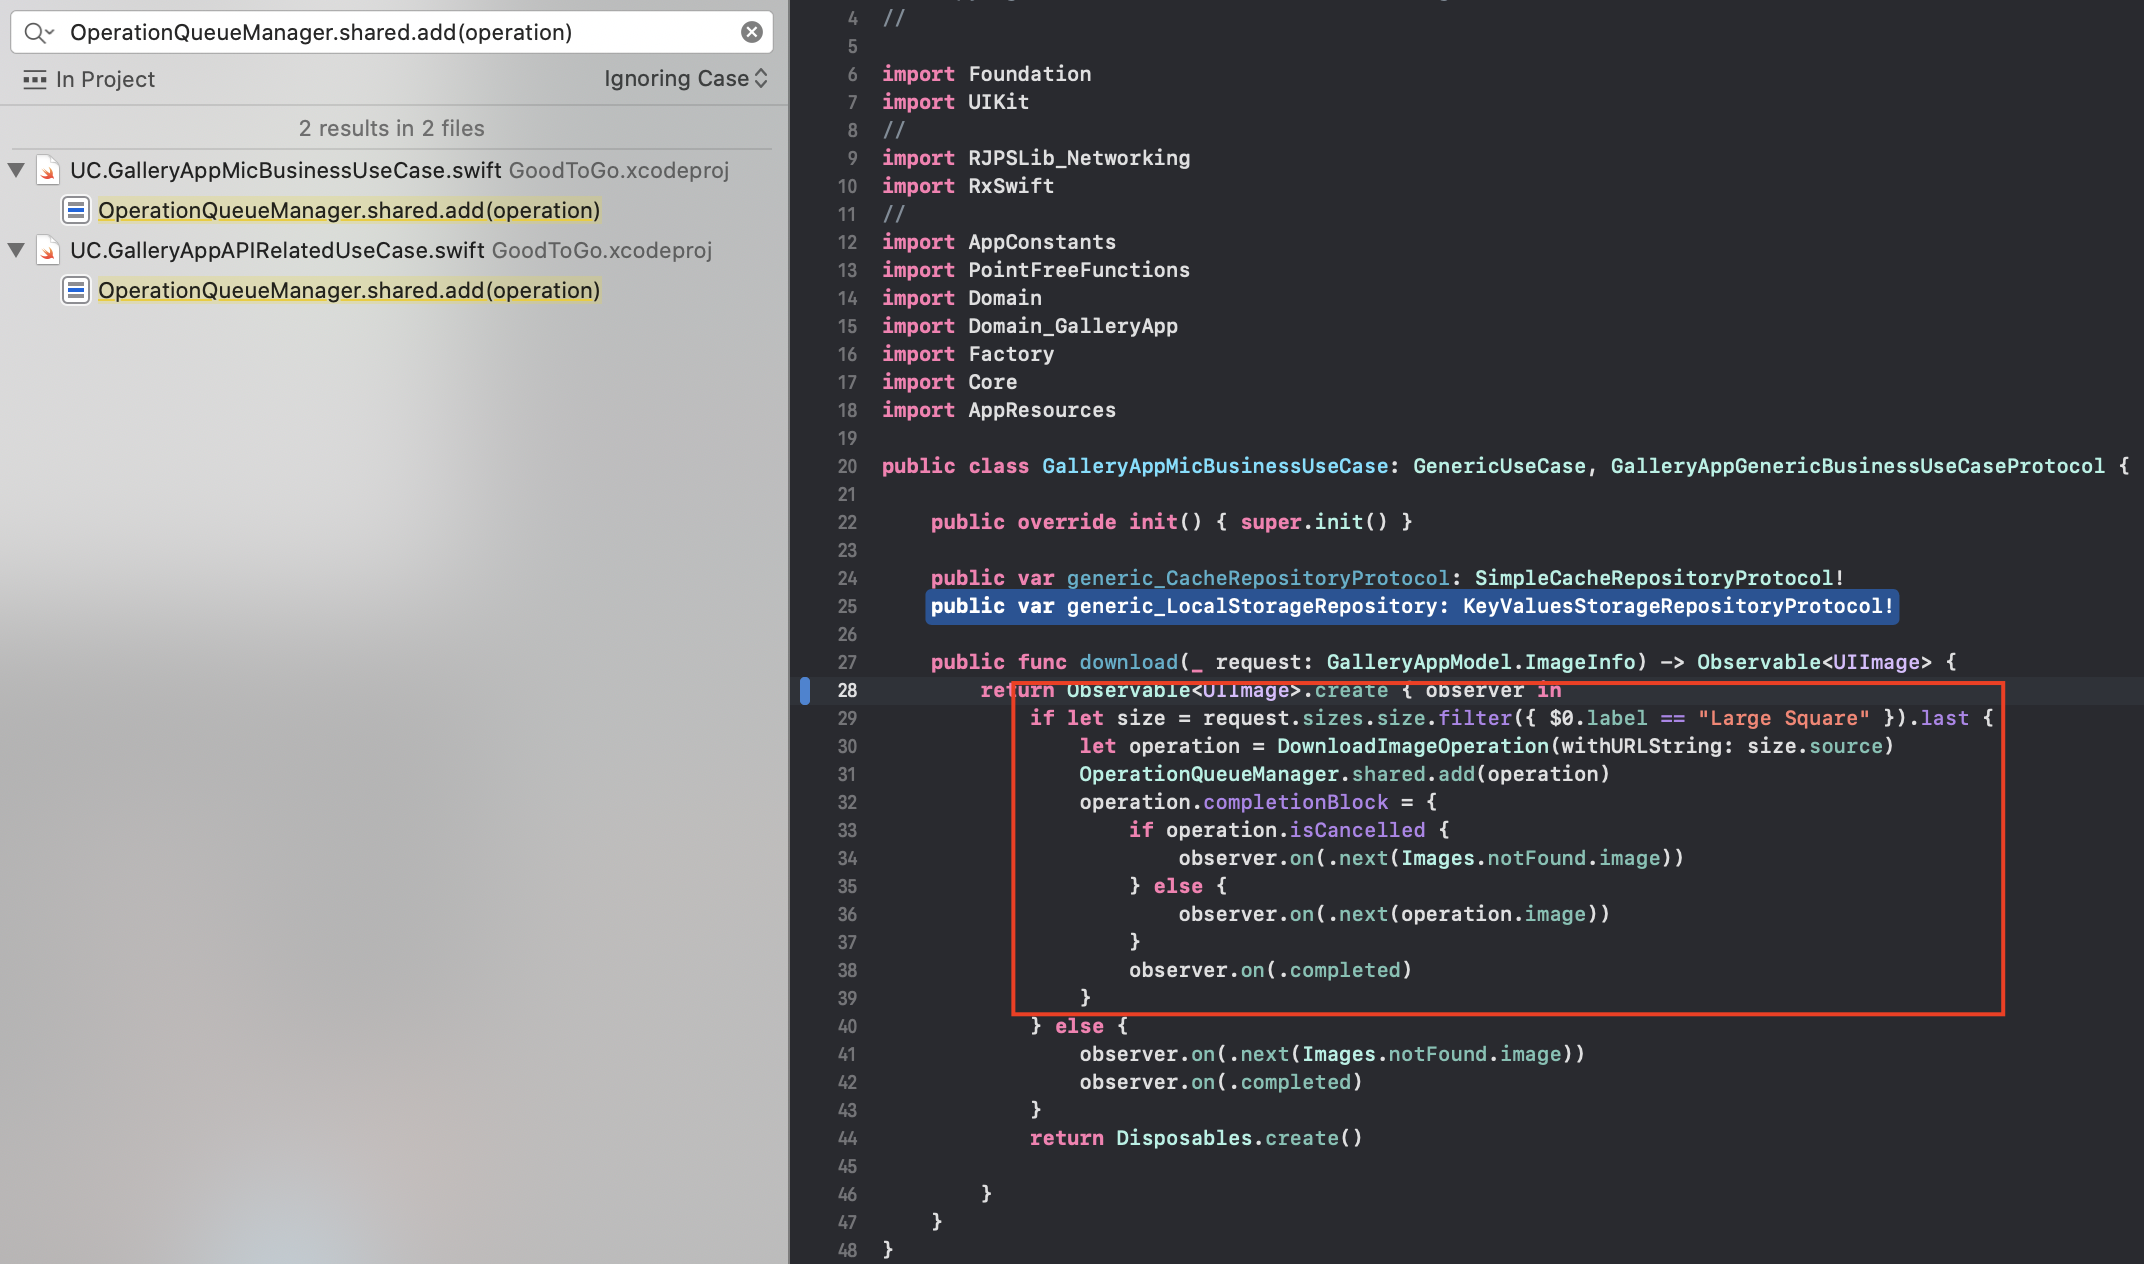 OperationQueueManager.shared.add(operation)
In Project
Ignoring Case
2 results in 2 files
UC.GalleryAppMicBusinessUseCase.swift GoodToGo.xcodeproj
OperationQueueManager.shared.add(operation)
UC.GalleryAppAPIRelatedUseCase.swift GoodToGo.xcodeproj
OperationQueueManager.shared.add(operation)
4 //
5
6 import Foundation
7 import UIKit
8 //
9 import RJPSLib_Networking
10 import RxSwift
11 //
12 import AppConstants
13 import PointFreeFunctions
14 import Domain
15 import Domain_GalleryApp
16 import Factory
17 import Core
18 import AppResources
19
20 public class GalleryAppMicBusinessUseCase: GenericUseCase, GalleryAppGenericBusinessUseCaseProtocol {
21
22     public override init() { super.init() }
23
24     public var generic_CacheRepositoryProtocol: SimpleCacheRepositoryProtocol!
25     public var generic_LocalStorageRepository: KeyValuesStorageRepositoryProtocol!
26
27     public func download(_ request: GalleryAppModel.ImageInfo) -> Observable<UIImage> {
28         return Observable<UIImage>.create { observer in
29             if let size = request.sizes.size.filter({ $0.label == "Large Square" }).last {
30                 let operation = DownloadImageOperation(withURLString: size.source)
31                 OperationQueueManager.shared.add(operation)
32                 operation.completionBlock = {
33                     if operation.isCancelled {
34                         observer.on(.next(Images.notFound.image))
35                     } else {
36                         observer.on(.next(operation.image))
37                     }
38                     observer.on(.completed)
39                 }
40             } else {
41                 observer.on(.next(Images.notFound.image))
42                 observer.on(.completed)
43             }
44             return Disposables.create()
45
46         }
47     }
48 }